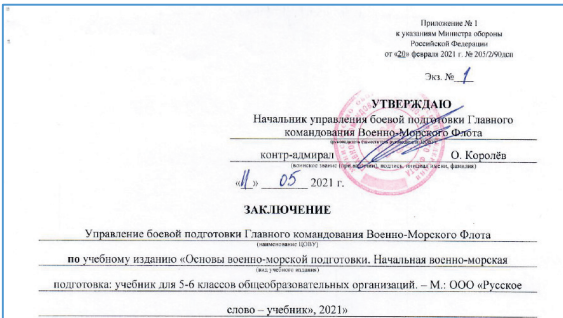 Приложение № 1
к указаниям Министра обороны
Российской Федерации
от «20» февраля 2021 г. № 205/2/90дсп
Экз. № 1
УТВЕРЖДАЮ
Начальник управления боевой подготовки Главного
командования Военно-Морского Флота
контр-адмирал О. Королёв
(воинское звание подпись, инициал имени, фамилия)
«11» 05 2021 г.
ЗАКЛЮЧЕНИЕ
Управление боевой подготовки Главного командования Военно-Морского Флота
(наименование ЦОВУ)
по учебному изданию «Основы военно-морской подготовки. Начальная военно-морская
(вид учебного издания)
подготовка: учебник для 5-6 классов общеобразовательных организаций. – М.: ООО «Русское
слово – учебник», 2021»